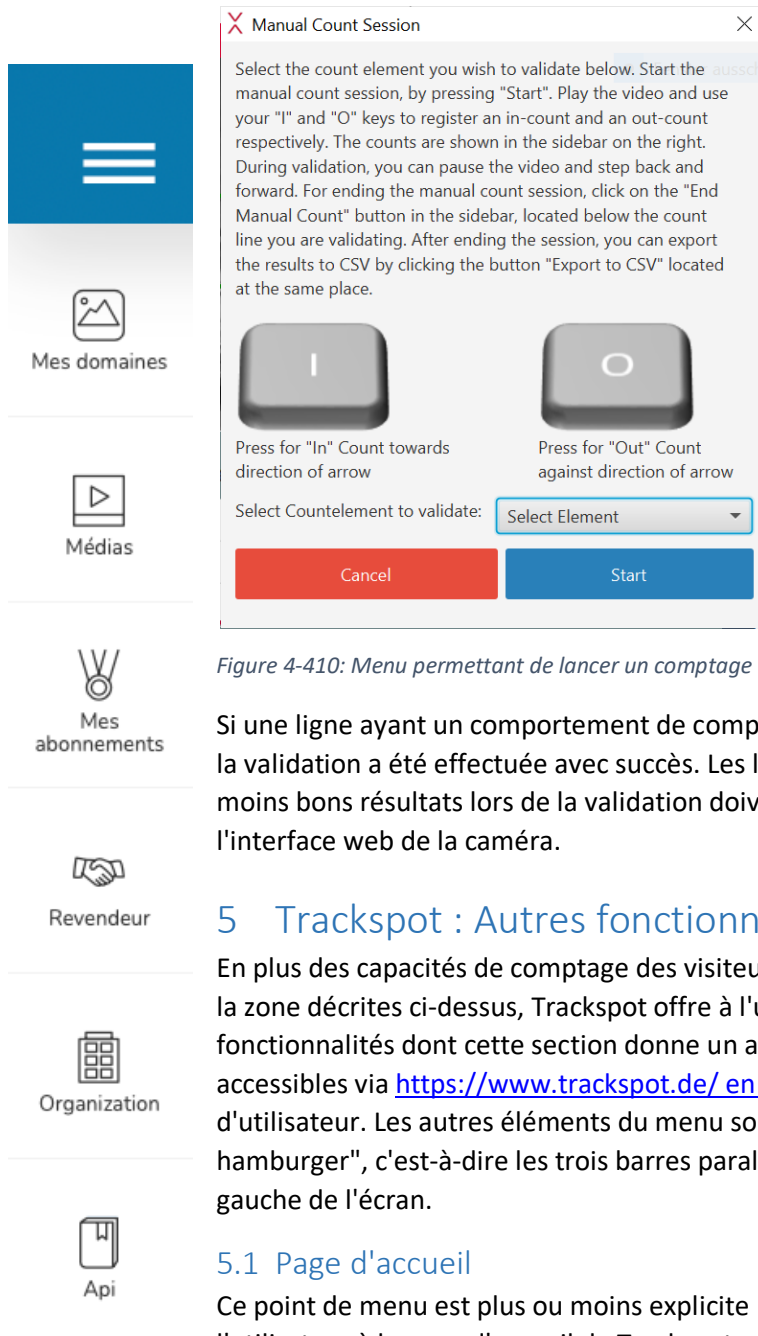 Manual Count Session
Select the count element you wish to validate below. Start the
manual count session, by pressing "Start". Play the video and use
your "I" and "O" keys to register an in-count and an out-count
respectively. The counts are shown in the sidebar on the right.
During validation, you can pause the video and step back and
forward. For ending the manual count session, click on the "End
Manual Count" button in the sidebar, located below the count
line you are validating. After ending the session, you can export
the results to CSV by clicking the button "Export to CSV" located
at the same place.
I
O
Press for "In" Count towards
direction of arrow
Press for "Out" Count
against direction of arrow
Select Countelement to validate:
Select Element
Cancel
Start
Mes domaines
Médias
Mes
abonnements
Revendeur
Organization
Api
Figure 4-410: Menu permettant de lancer un comptage
Si une ligne ayant un comportement de comp
la validation a été effectuée avec succès. Les l
moins bons résultats lors de la validation doiv
l'interface web de la caméra.
5 Trackspot : Autres fonctionn
En plus des capacités de comptage des visiteu
la zone décrites ci-dessus, Trackspot offre à l'u
fonctionnalités dont cette section donne un a
accessibles via https://www.trackspot.de/ en
d'utilisateur. Les autres éléments du menu so
hamburger", c'est-à-dire les trois barres paral
gauche de l'écran.
5.1 Page d'accueil
Ce point de menu est plus ou moins explicite